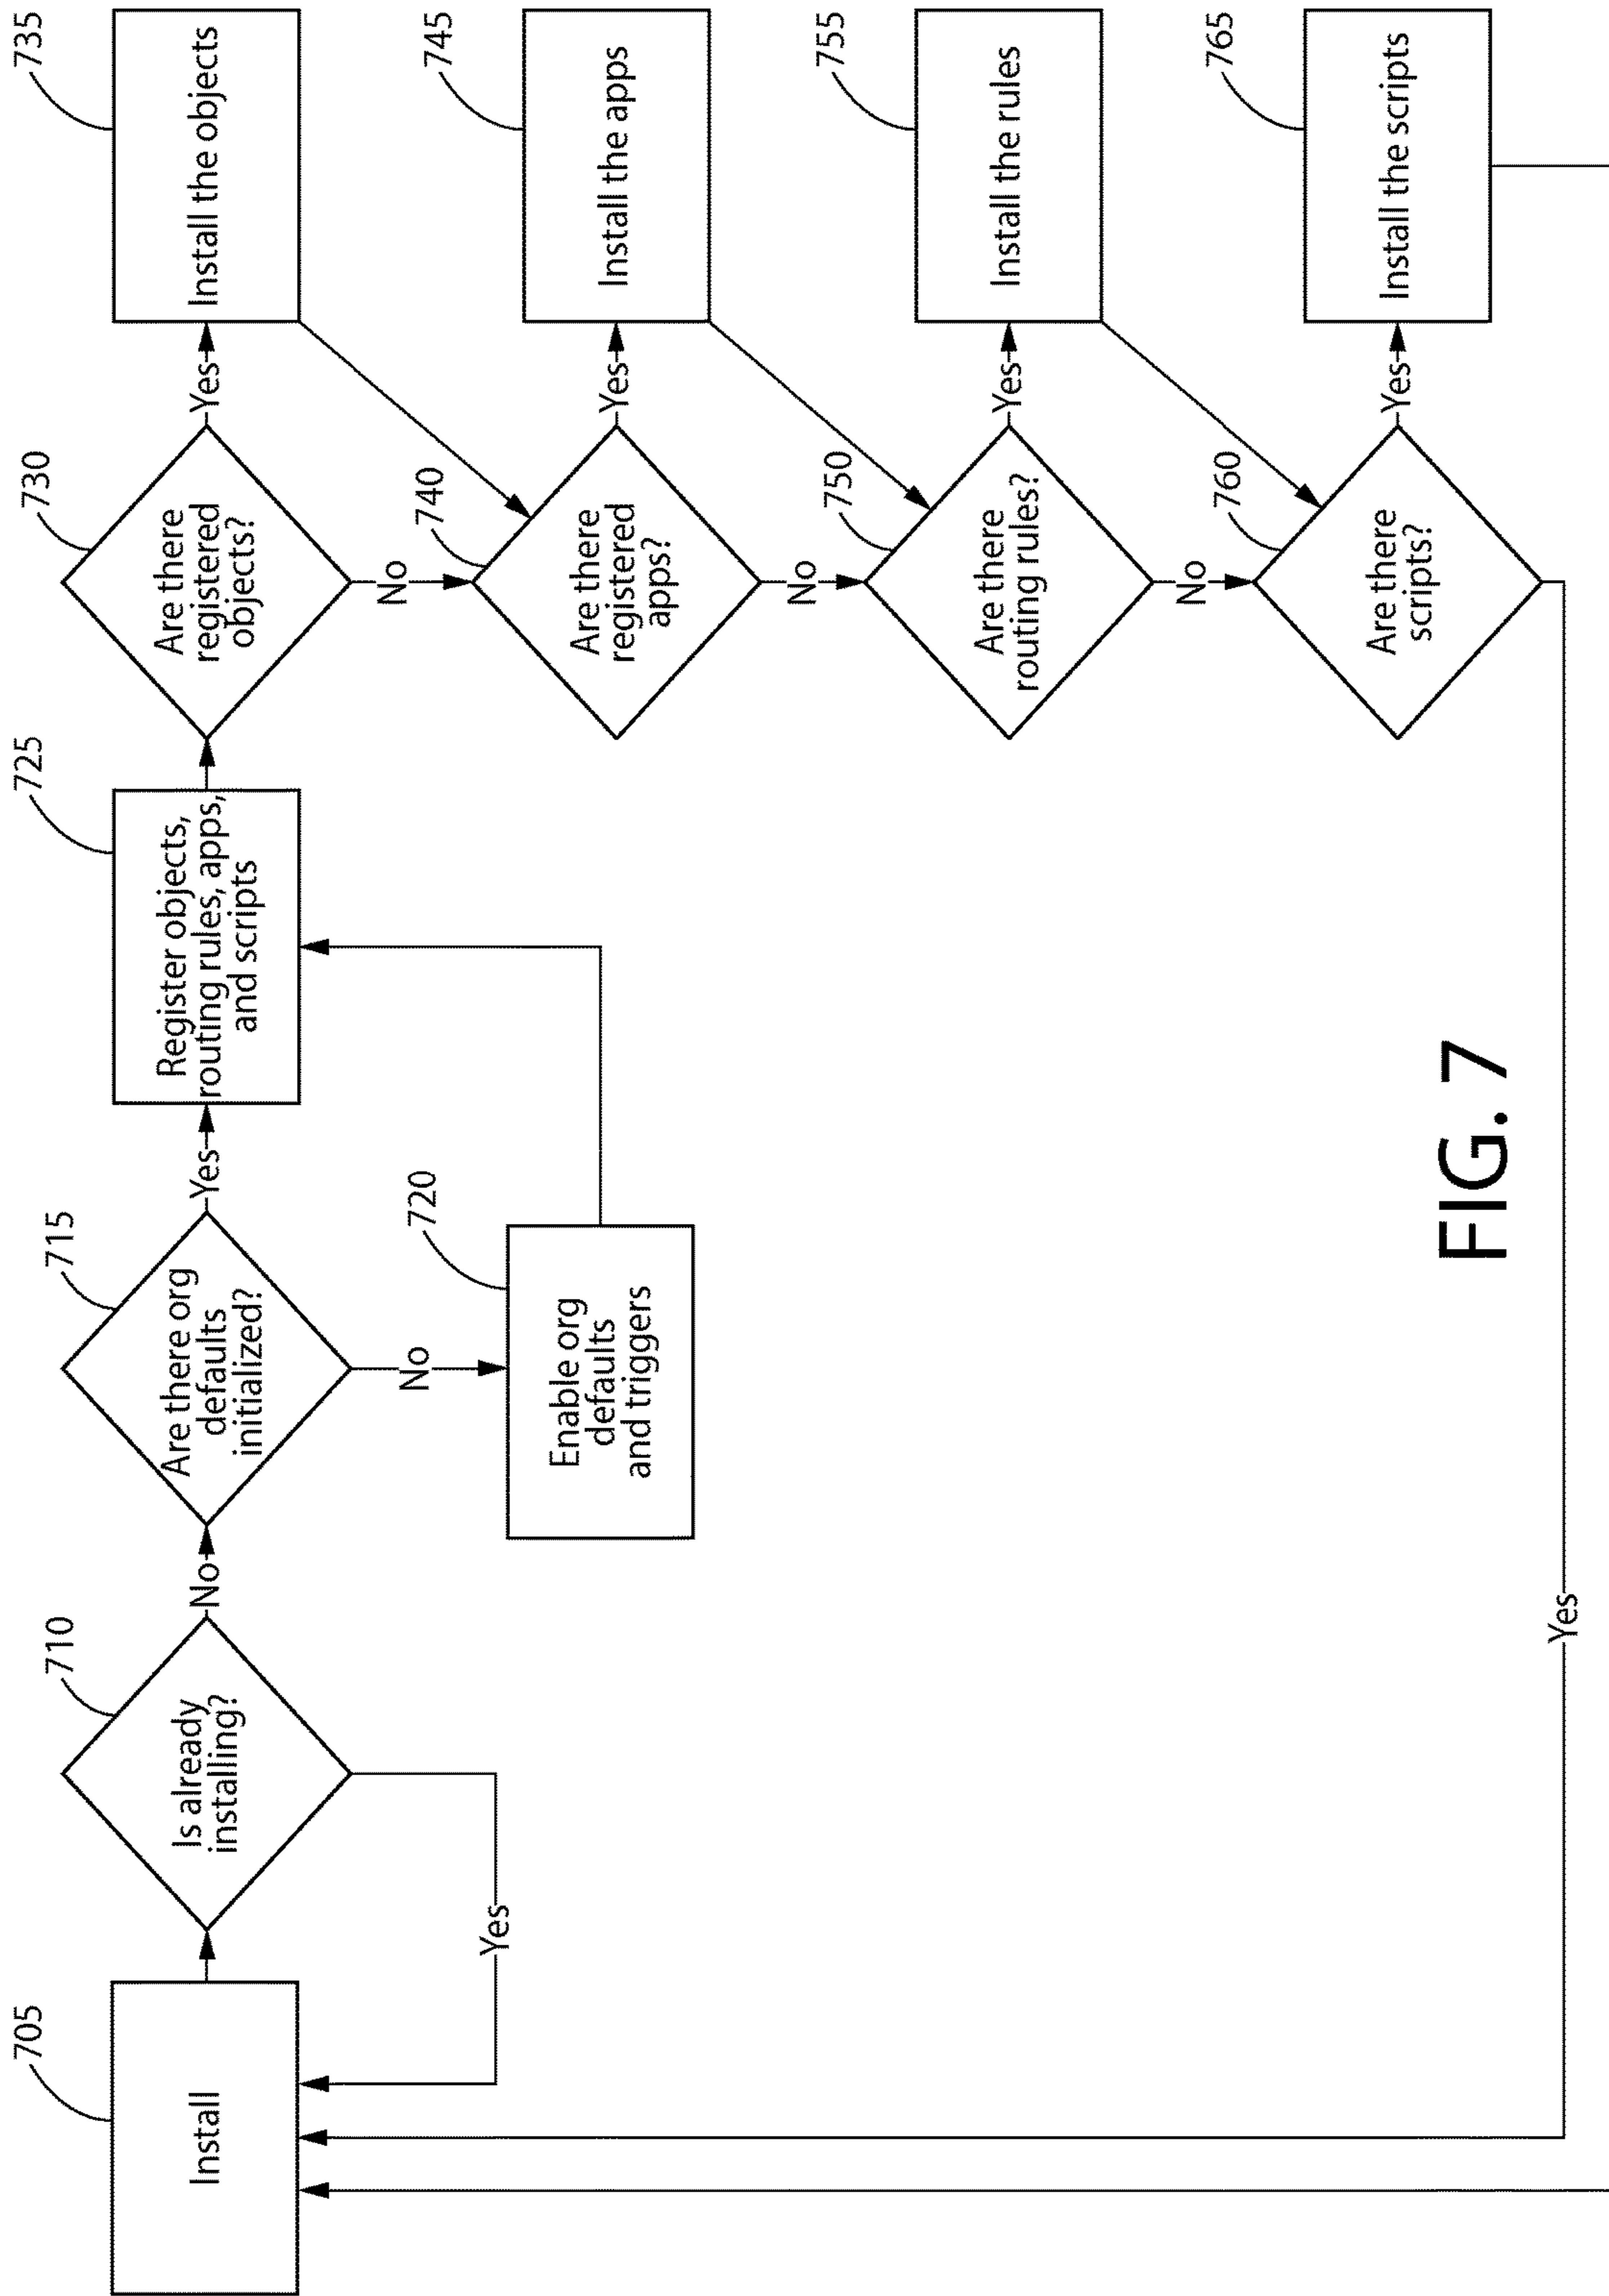 705
Install
710
Is already
installing?
Yes
No
715
Are there org
defaults
initialized?
Yes
No
720
Enable org
defaults
and triggers
725
Register objects,
routing rules, apps,
and scripts
730
Are there
registered
objects?
Yes
No
735
Install the objects
740
Are there
registered
apps?
Yes
No
745
Install the apps
750
Are there
routing rules?
Yes
No
755
Install the rules
760
Are there
scripts?
Yes
765
Install the scripts
Yes
FIG. 7